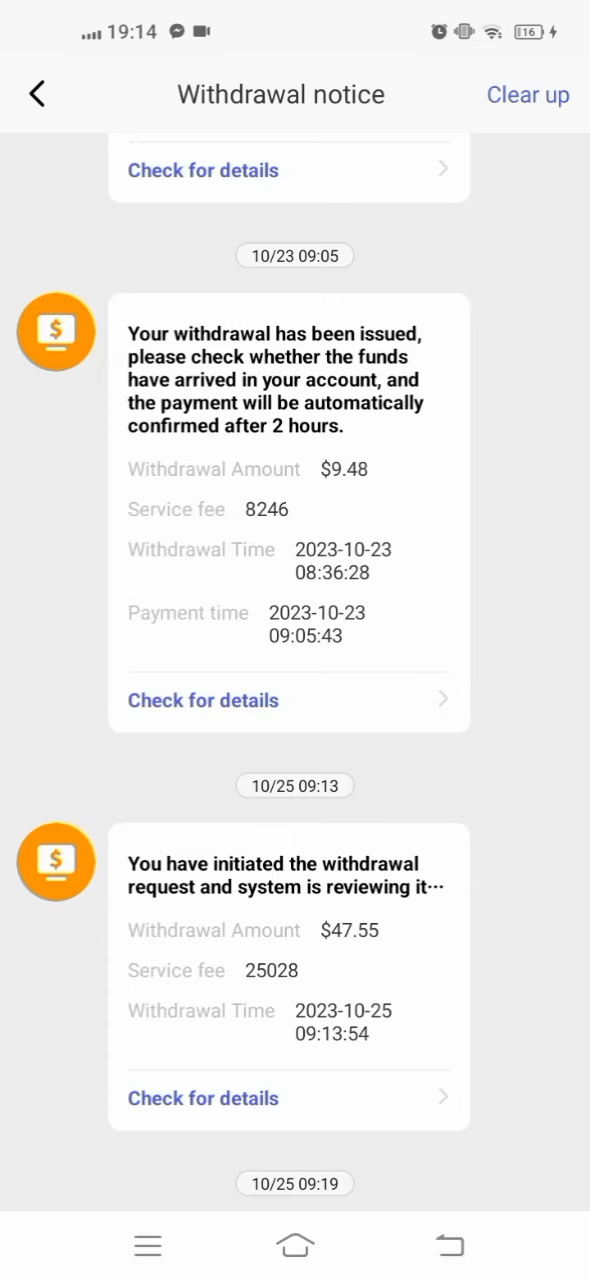 19:14
16
Withdrawal notice
Clear up
Check for details
10/23 09:05
Your withdrawal has been issued,
please check whether the funds
have arrived in your account, and
the payment will be automatically
confirmed after 2 hours.
Withdrawal Amount $9.48
Service fee 8246
Withdrawal Time 2023-10-23
08:36:28
Payment time 2023-10-23
09:05:43
Check for details
10/25 09:13
You have initiated the withdrawal
request and system is reviewing it···
Withdrawal Amount $47.55
Service fee 25028
Withdrawal Time 2023-10-25
09:13:54
Check for details
10/25 09:19